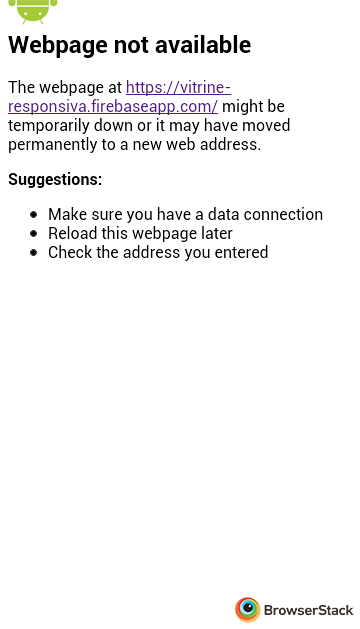 Webpage not available
The webpage at https://vitrine-
responsiva.firebaseapp.com/ might be
temporarily down or it may have moved
permanently to a new web address.
Suggestions:
Make sure you have a data connection
Reload this webpage later
Check the address you entered
BrowserStack